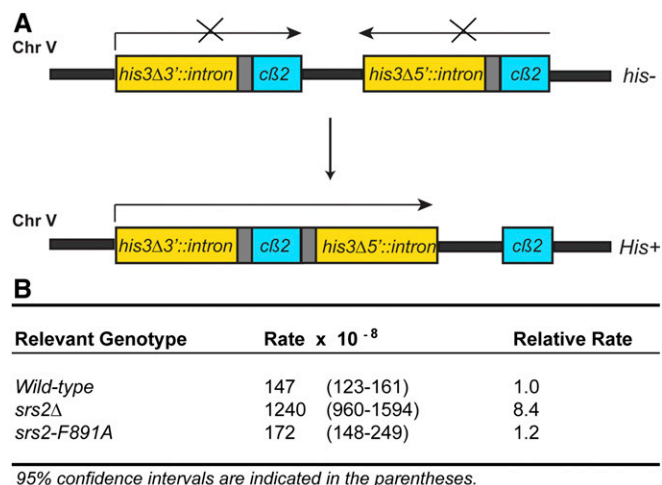 A
Chr V
his3Δ3'::intron cß2 his3Δ5'::intron cß2 his-
Chr V
his3Δ3'::intron cß2 his3Δ5'::intron cß2 His+
B
Relevant Genotype Rate x 10 -8 Relative Rate
Wild-type 147 (123-161) 1.0
srs2Δ 1240 (960-1594) 8.4
srs2-F891A 172 (148-249) 1.2
95% confidence intervals are indicated in the parentheses.